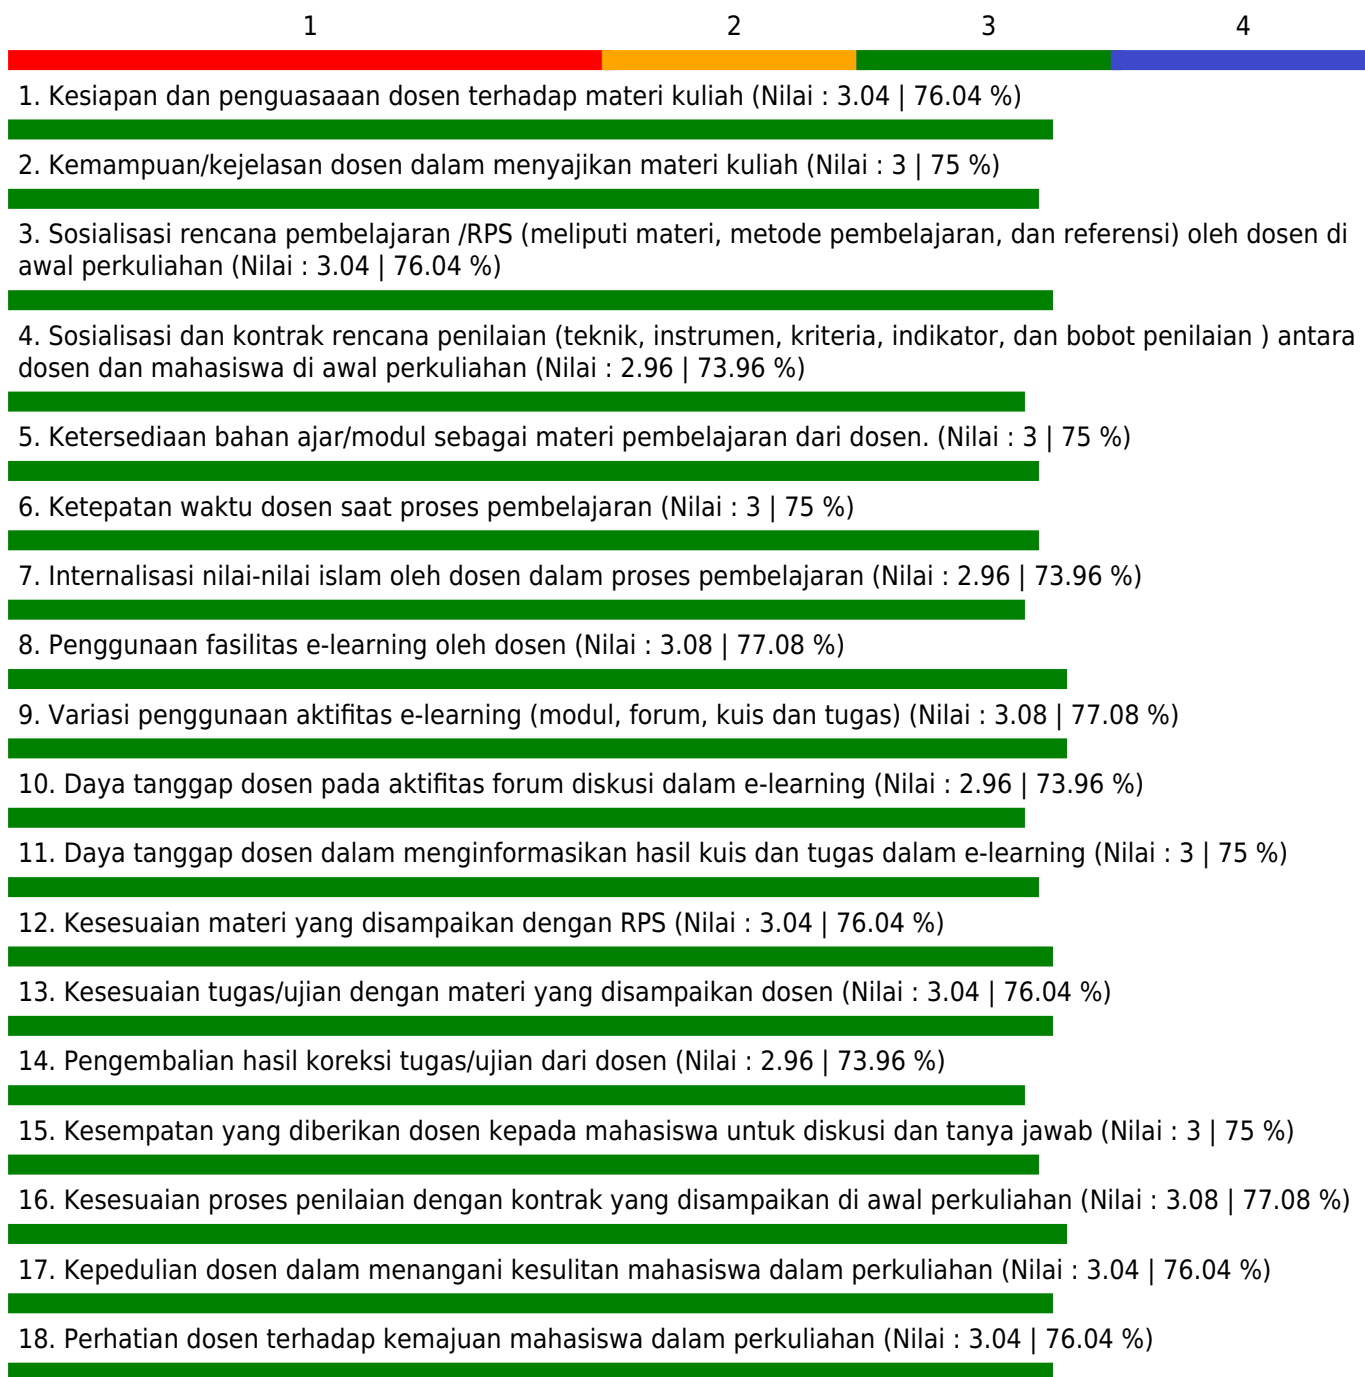 1 2 3 4
1. Kesiapan dan penguasaaan dosen terhadap materi kuliah (Nilai : 3.04 | 76.04 %)
2. Kemampuan/kejelasan dosen dalam menyajikan materi kuliah (Nilai : 3 | 75 %)
3. Sosialisasi rencana pembelajaran /RPS (meliputi materi, metode pembelajaran, dan referensi) oleh dosen di
awal perkuliahan (Nilai : 3.04 | 76.04 %)
4. Sosialisasi dan kontrak rencana penilaian (teknik, instrumen, kriteria, indikator, dan bobot penilaian ) antara
dosen dan mahasiswa di awal perkuliahan (Nilai : 2.96 | 73.96 %)
5. Ketersediaan bahan ajar/modul sebagai materi pembelajaran dari dosen. (Nilai : 3 | 75 %)
6. Ketepatan waktu dosen saat proses pembelajaran (Nilai : 3 | 75 %)
7. Internalisasi nilai-nilai islam oleh dosen dalam proses pembelajaran (Nilai : 2.96 | 73.96 %)
8. Penggunaan fasilitas e-learning oleh dosen (Nilai : 3.08 | 77.08 %)
9. Variasi penggunaan aktifitas e-learning (modul, forum, kuis dan tugas) (Nilai : 3.08 | 77.08 %)
10. Daya tanggap dosen pada aktifitas forum diskusi dalam e-learning (Nilai : 2.96 | 73.96 %)
11. Daya tanggap dosen dalam menginformasikan hasil kuis dan tugas dalam e-learning (Nilai : 3 | 75 %)
12. Kesesuaian materi yang disampaikan dengan RPS (Nilai : 3.04 | 76.04 %)
13. Kesesuaian tugas/ujian dengan materi yang disampaikan dosen (Nilai : 3.04 | 76.04 %)
14. Pengembalian hasil koreksi tugas/ujian dari dosen (Nilai : 2.96 | 73.96 %)
15. Kesempatan yang diberikan dosen kepada mahasiswa untuk diskusi dan tanya jawab (Nilai : 3 | 75 %)
16. Kesesuaian proses penilaian dengan kontrak yang disampaikan di awal perkuliahan (Nilai : 3.08 | 77.08 %)
17. Kepedulian dosen dalam menangani kesulitan mahasiswa dalam perkuliahan (Nilai : 3.04 | 76.04 %)
18. Perhatian dosen terhadap kemajuan mahasiswa dalam perkuliahan (Nilai : 3.04 | 76.04 %)